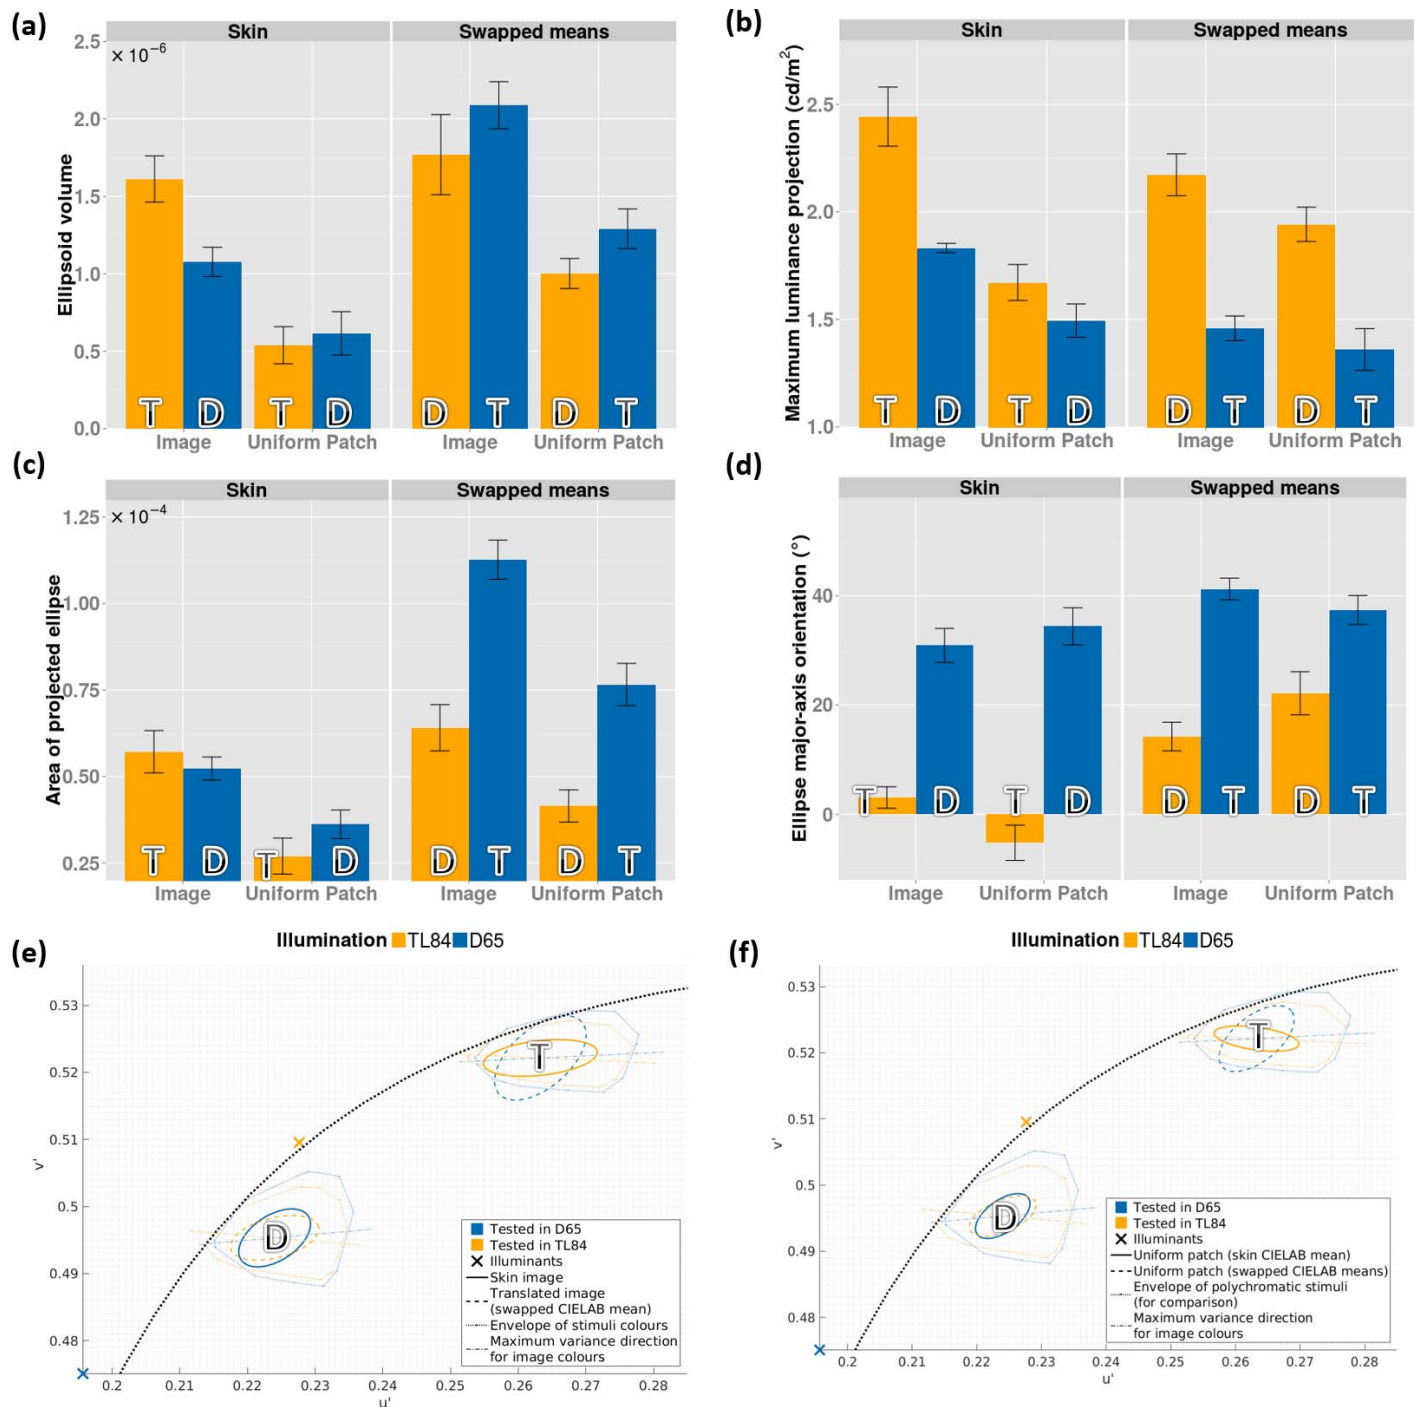 (a)
Skin Swapped means
× 10⁻⁶
Ellipsoid volume
2.5
2.0
1.5
1.0
0.5
0.0
T D T D D T D T
Image Uniform Patch Image Uniform Patch
(b)
Skin Swapped means
Maximum luminance projection (cd/m²)
2.5
2.0
1.5
1.0
T D T D D T D T
Image Uniform Patch Image Uniform Patch
(c)
Skin Swapped means
× 10⁻⁴
Area of projected ellipse
1.25
1.00
0.75
0.50
0.25
T D T D D T D T
Image Uniform Patch Image Uniform Patch
Illumination TL84 D65
(d)
Skin Swapped means
Ellipse major-axis orientation (°)
40
20
0
T D T D D T D T
Image Uniform Patch Image Uniform Patch
Illumination TL84 D65
(e)
v'
0.53
0.52
0.51
0.5
0.49
0.48
T
D
Tested in D65
Tested in TL84
Illuminants
Skin image
Translated image
(swapped CIELAB mean)
Envelope of stimuli colours
Maximum variance direction
for image colours
0.2 0.21 0.22 0.23 0.24 0.25 0.26 0.27 0.28
u'
(f)
v'
0.53
0.52
0.51
0.5
0.49
0.48
T
D
Tested in D65
Tested in TL84
Illuminants
Uniform patch (skin CIELAB mean)
Uniform patch (swapped CIELAB means)
Envelope of polychromatic stimuli
(for comparison)
Maximum variance direction
for image colours
0.2 0.21 0.22 0.23 0.24 0.25 0.26 0.27 0.28
u'